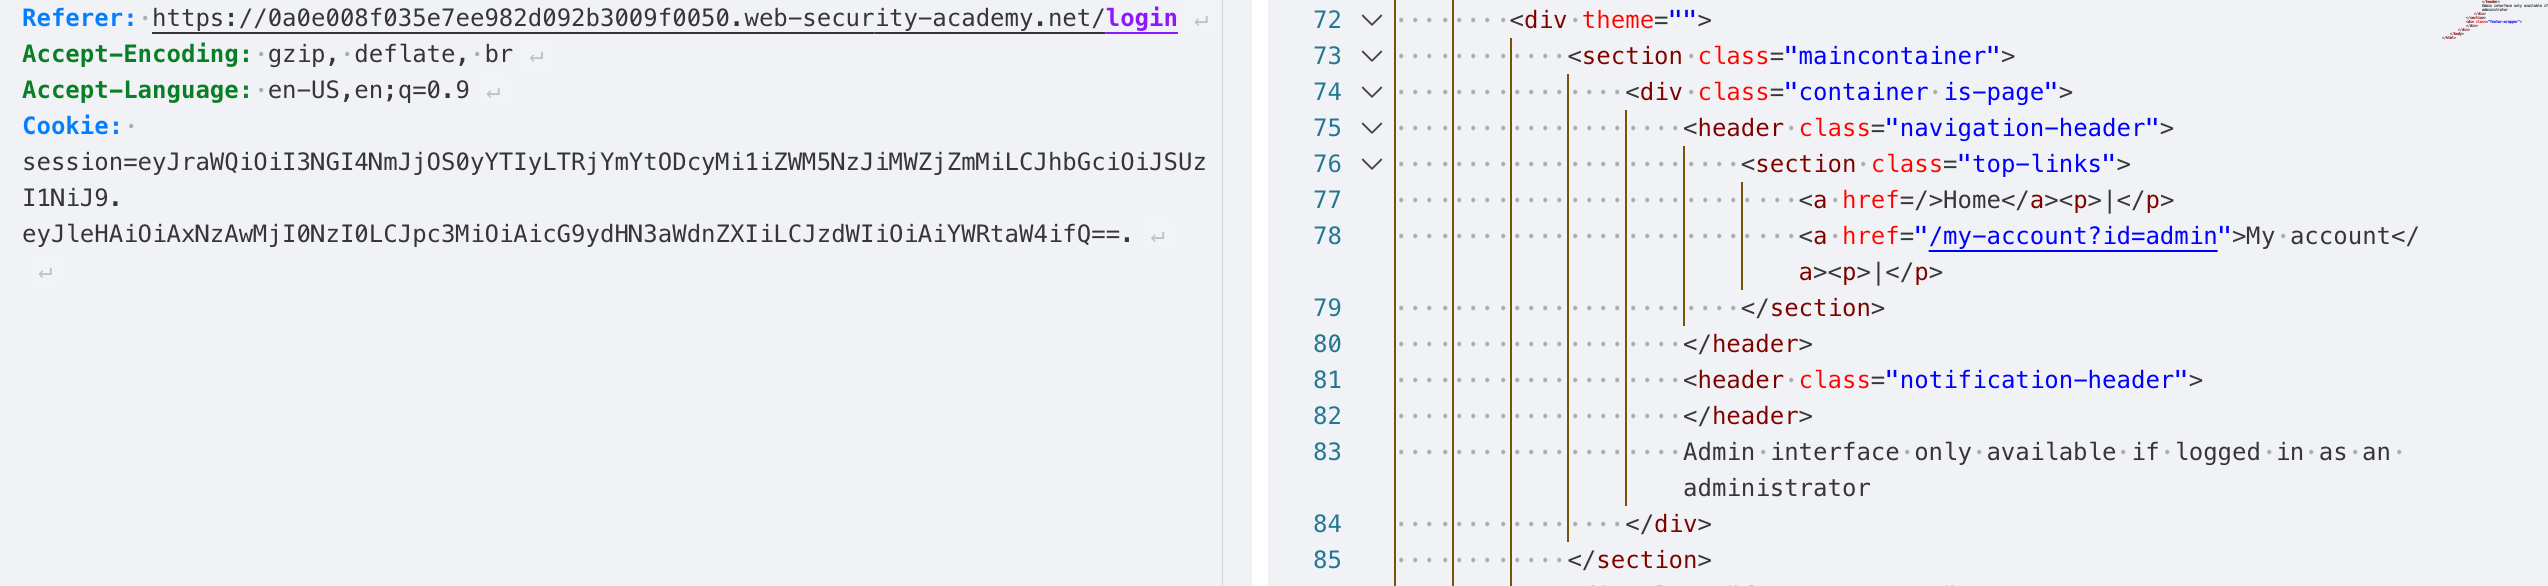 Referer: https://0a0e008f035e7ee982d092b3009f0050.web-security-academy.net/login
Accept-Encoding: gzip, deflate, br
Accept-Language: en-US,en;q=0.9
Cookie:
session=eyJraWQiOiI3NGI4NmJjOS0yYTIyLTRjYmYtODcyMi1iZWM5NzJiMWZjZmMiLCJhbGciOiJSUz
I1NiJ9.
eyJleHAiOiAxNzAwMjI0NzI0LCJpc3MiOiAicG9ydHN3aWdnZXIiLCJzdWIiOiAiYWRtaW4ifQ==.
72 <div theme="">
73 <section class="maincontainer">
74 <div class="container is-page">
75 <header class="navigation-header">
76 <section class="top-links">
77 <a href=/>Home</a><p>|</p>
78 <a href="/my-account?id=admin">My account</
a><p>|</p>
79 </section>
80 </header>
81 <header class="notification-header">
82 </header>
83 Admin interface only available if logged in as an
administrator
84 </div>
85 </section>